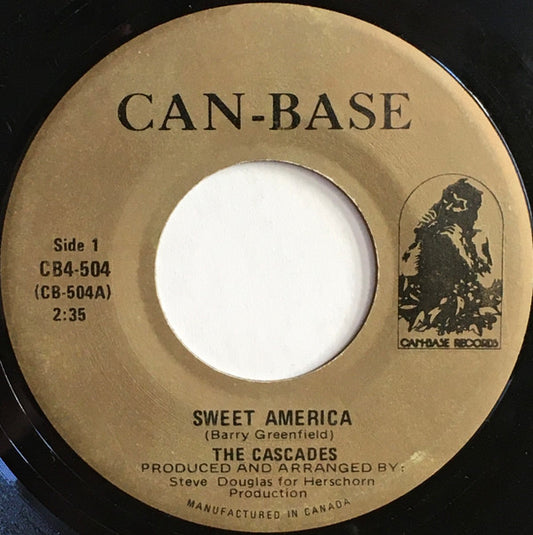 CAN-BASE
Side 1
CB4-504
(CB-504A)
2:35
CAN-BASE RECORDS
SWEET AMERICA
(Barry Greenfield)
THE CASCADES
PRODUCED AND ARRANGED BY:
Steve Douglas for Herschorn
Production
MANUFACTURED IN CANADA